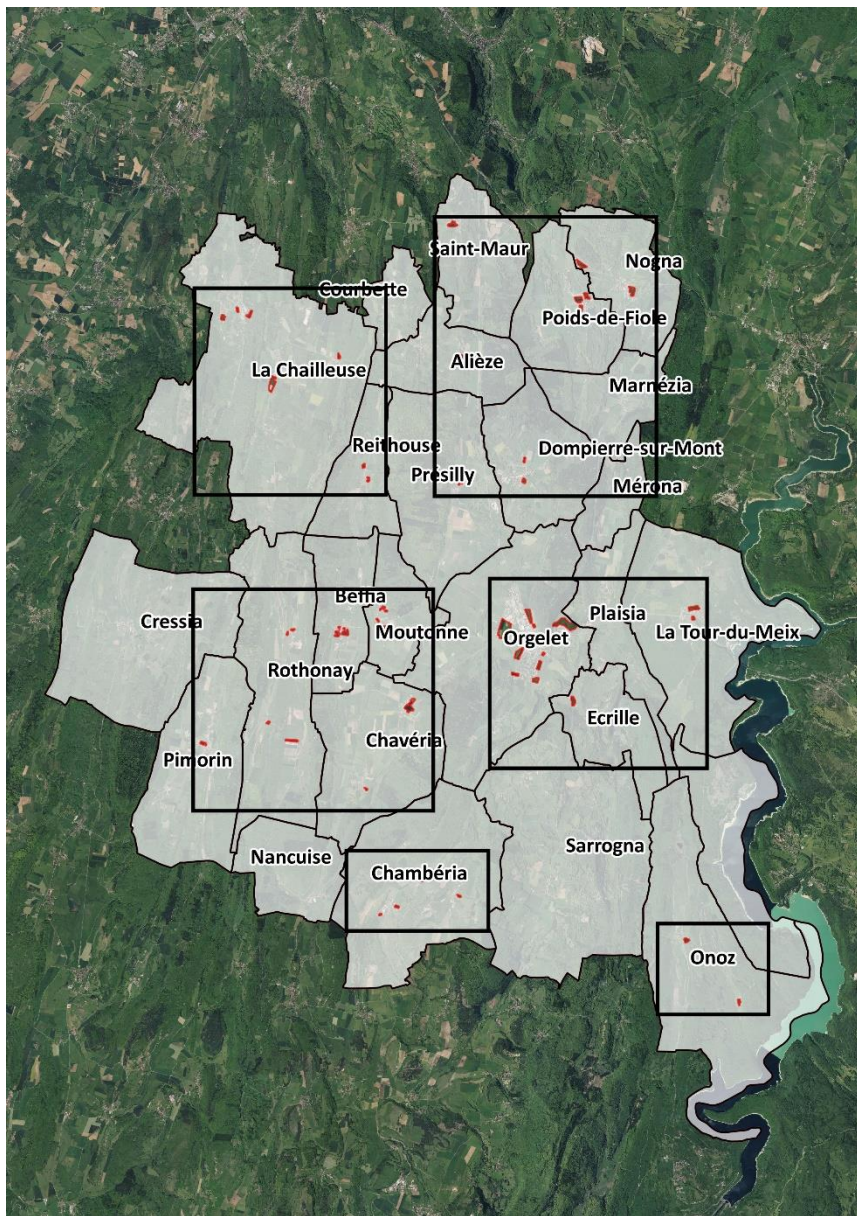 Saint-Maur
Nogna
Courbette
Poids-de-Fiole
Alièze
La Chailleuse
Marnézia
Reithouse
Dompierre-sur-Mont
Présilly
Mérona
Beffia
Cressia
Moutonne
Orgelet
Plaisia
La Tour-du-Meix
Rothonay
Ecrille
Chavéria
Pimorin
Sarrogna
Nancuise
Chambéria
Onoz